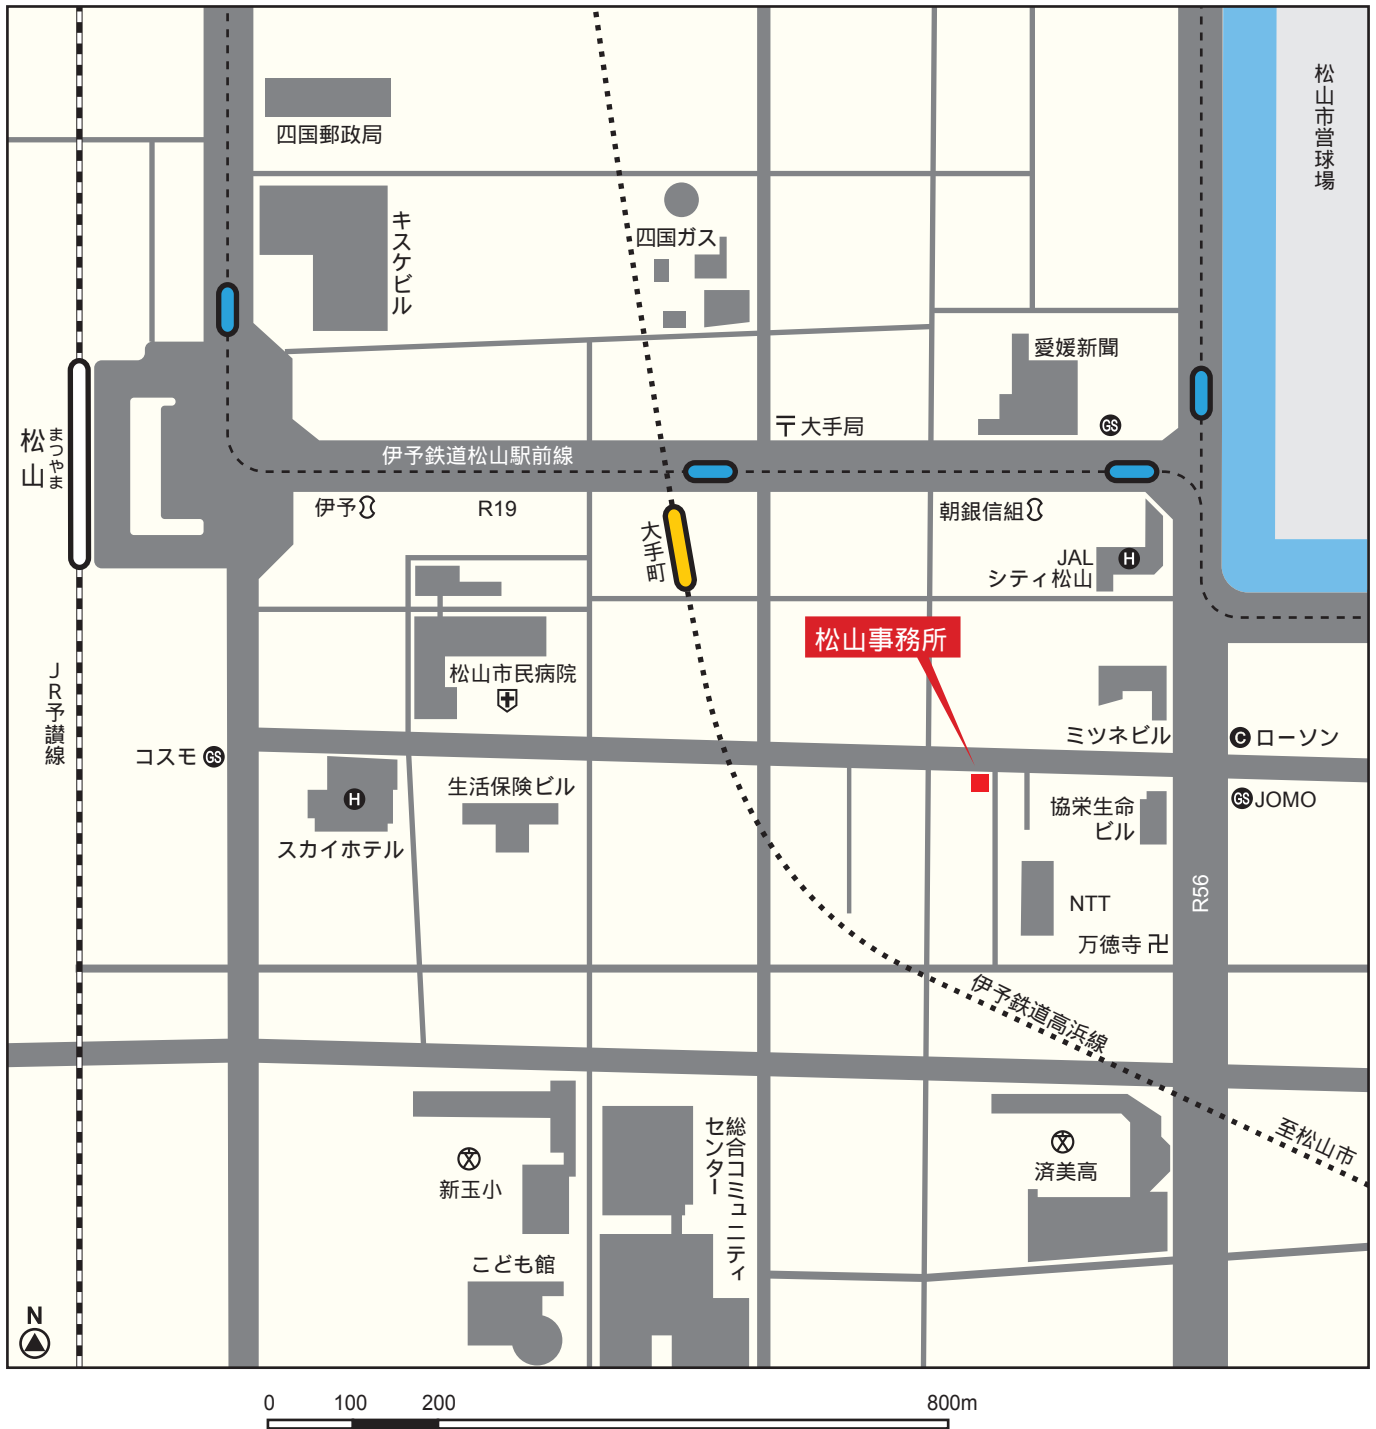 松山市営球場
四国郵政局
キスケビル
四国ガス
愛媛新聞
〒大手局
GS
松山
まつやま
伊予鉄道松山駅前線
伊予
R19
大手町
朝銀信組
JAL
シティ松山
H
松山事務所
松山市民病院
JR予讃線
コスモ GS
ミツネビル
C ローソン
GS JOMO
H
スカイホテル
生活保険ビル
協栄生命
ビル
R56
NTT
万徳寺 卍
伊予鉄道高浜線
至松山市
文
新玉小
総合コミュニティ
センター
文
済美高
こども館
N
0 100 200 800m